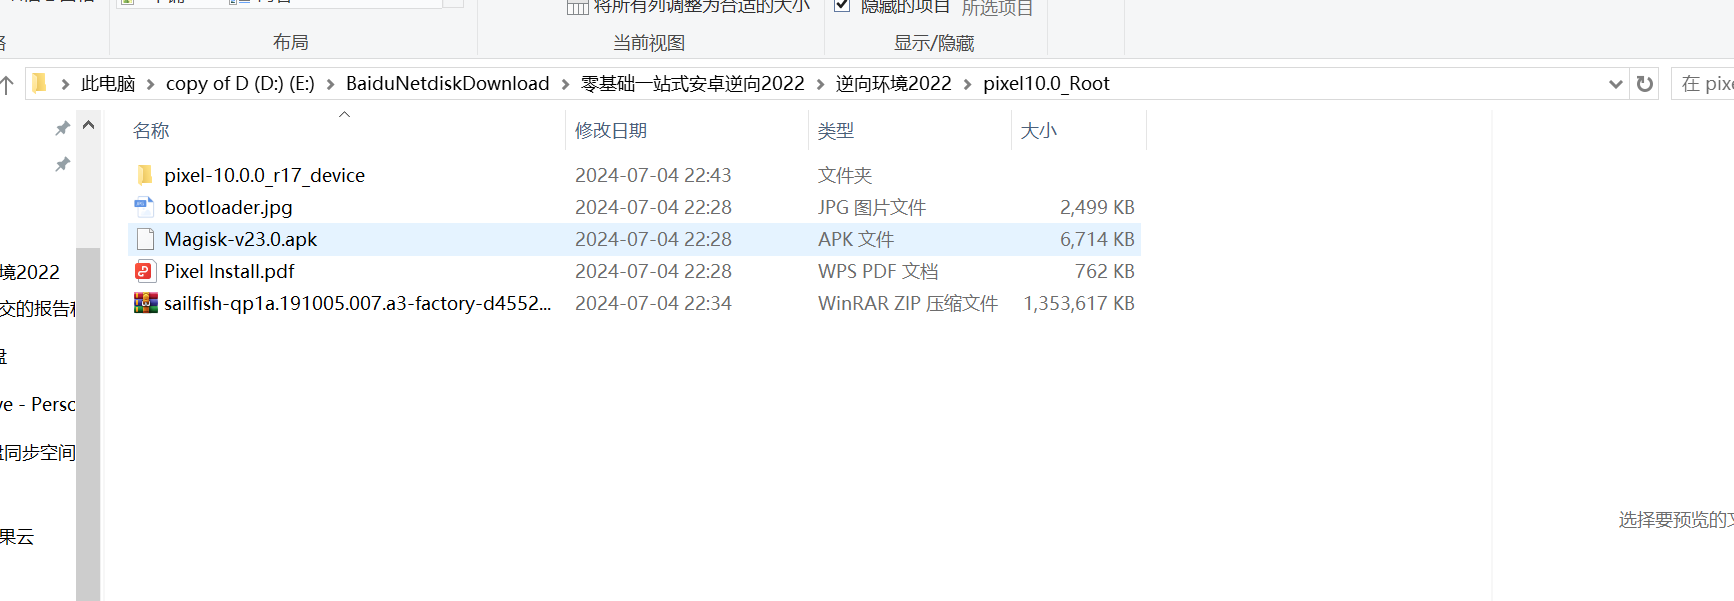 将所有列调整为合适的大小
隐藏的项目 所选项目
布局
当前视图
显示/隐藏
此电脑 copy of D (D:) (E:) BaiduNetdiskDownload 零基础一站式安卓逆向2022 逆向环境2022 pixel10.0_Root
在 pix
名称 修改日期 类型 大小
pixel-10.0.0_r17_device 2024-07-04 22:43 文件夹
bootloader.jpg 2024-07-04 22:28 JPG 图片文件 2,499 KB
Magisk-v23.0.apk 2024-07-04 22:28 APK 文件 6,714 KB
Pixel Install.pdf 2024-07-04 22:28 WPS PDF 文档 762 KB
sailfish-qp1a.191005.007.a3-factory-d4552... 2024-07-04 22:34 WinRAR ZIP 压缩文件 1,353,617 KB
境2022
交的报告
盘
ve - Perso
同步空间
果云
选择要预览的